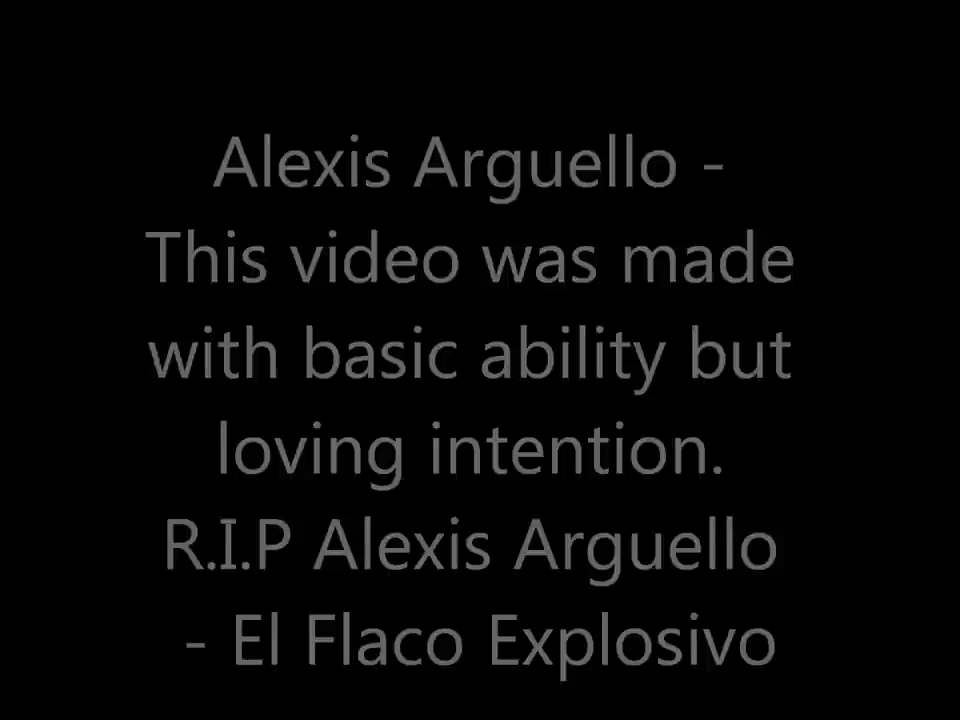 Alexis Arguello -
This video was made
with basic ability but
loving intention.
R.I.P Alexis Arguello
- El Flaco Explosivo